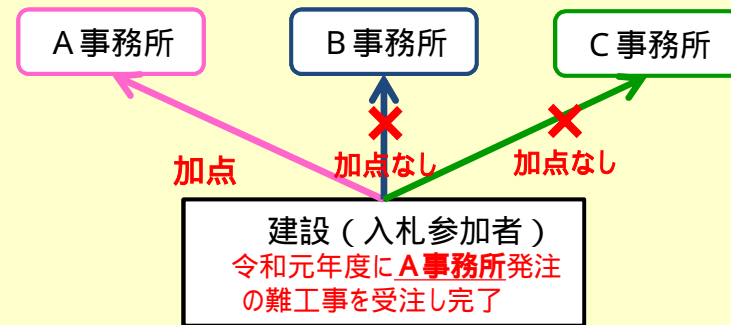 A事務所
B事務所
C事務所
加点
加点なし
加点なし
建設(入札参加者)
令和元年度にA事務所発注
の難工事を受注し完了